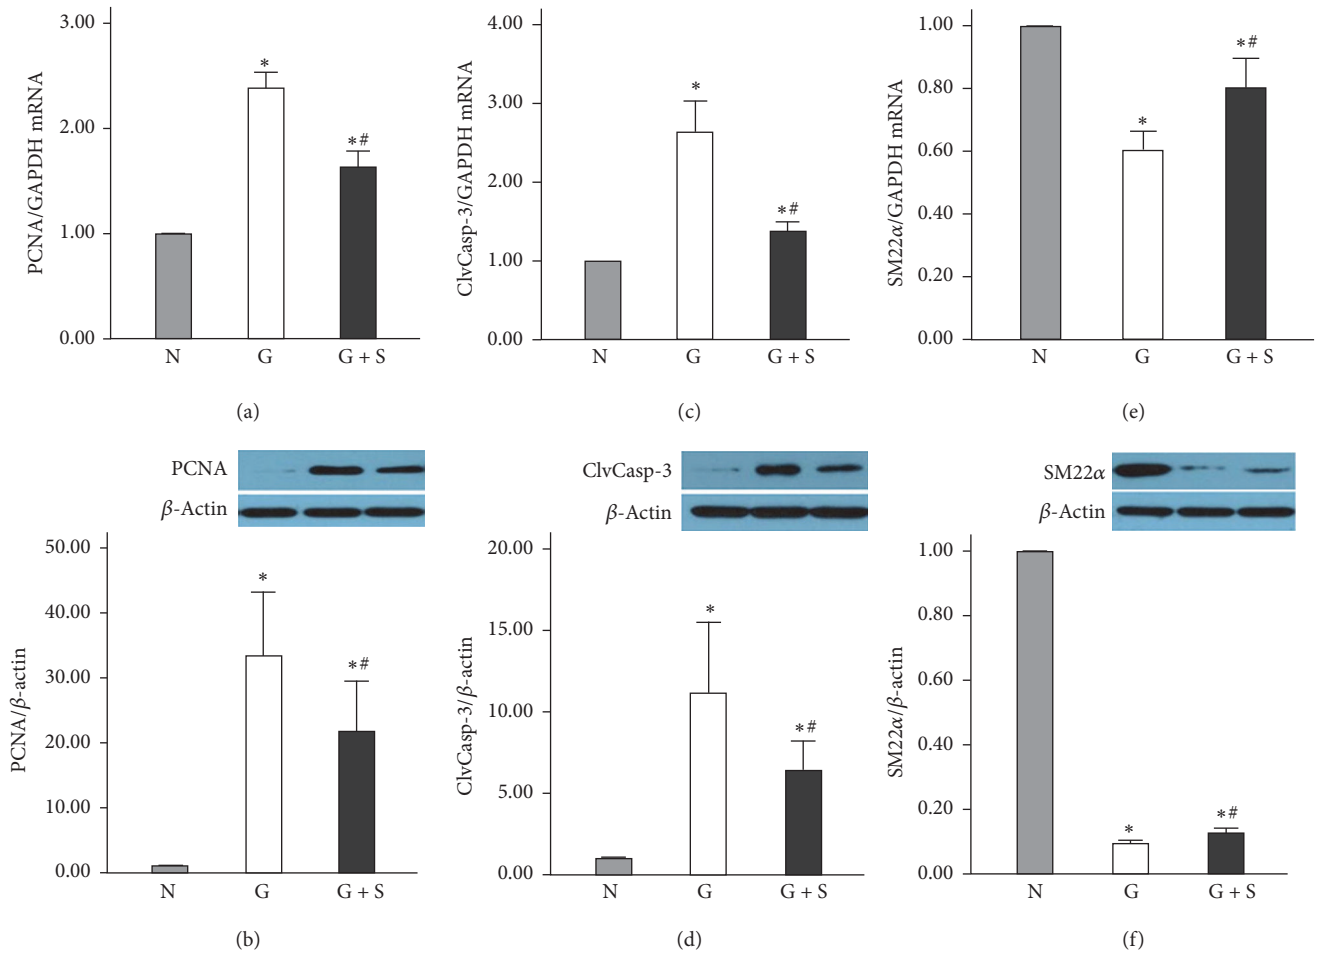 PCNA/GAPDH mRNA
3.00
2.00
1.00
0.00
*
*#
N G G + S
(a)
ClvCasp-3/GAPDH mRNA
4.00
3.00
2.00
1.00
0.00
*
*#
N G G + S
(c)
SM22α/GAPDH mRNA
1.00
0.80
0.60
0.40
0.20
0.00
*
*#
N G G + S
(e)
PCNA
β-Actin
PCNA/β-actin
50.00
40.00
30.00
20.00
10.00
0.00
*
*#
N G G + S
(b)
ClvCasp-3
β-Actin
ClvCasp-3/β-actin
20.00
15.00
10.00
5.00
0.00
*
*#
N G G + S
(d)
SM22α
β-Actin
SM22α/β-actin
1.00
0.80
0.60
0.40
0.20
0.00
*
*#
N G G + S
(f)